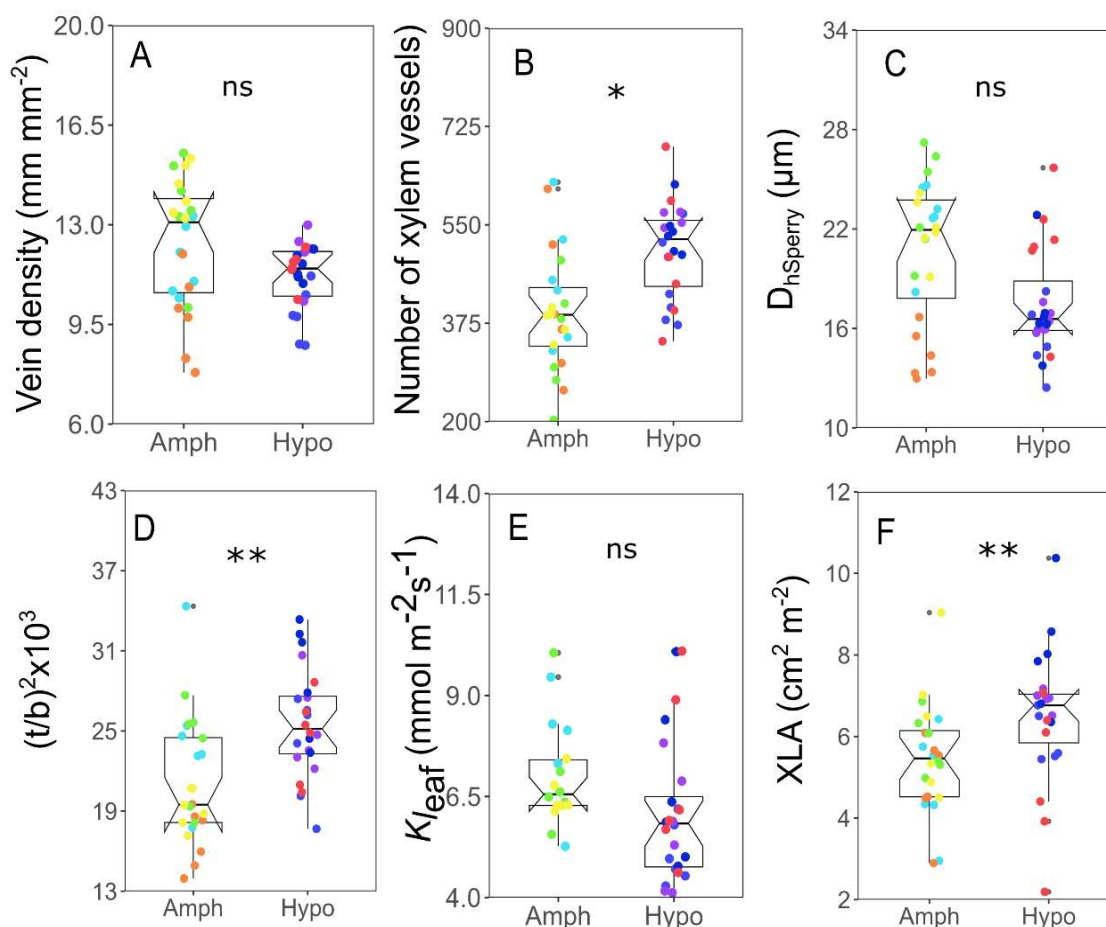 A
ns
Vein density (mm mm⁻²)
20.0
16.5
13.0
9.5
6.0
Amph Hypo
B
*
Number of xylem vessels)
900
725
550
375
200
Amph Hypo
C
ns
DhSperry (μm)
34
28
22
16
10
Amph Hypo
D
**
(t/b)²x10³
43
37
31
25
19
13
Amph Hypo
E
ns
Kleaf (mmol m⁻²s⁻¹)
14.0
11.5
9.0
6.5
4.0
Amph Hypo
F
**
XLA (cm² m⁻²)
12
10
8
6
4
2
Amph Hypo